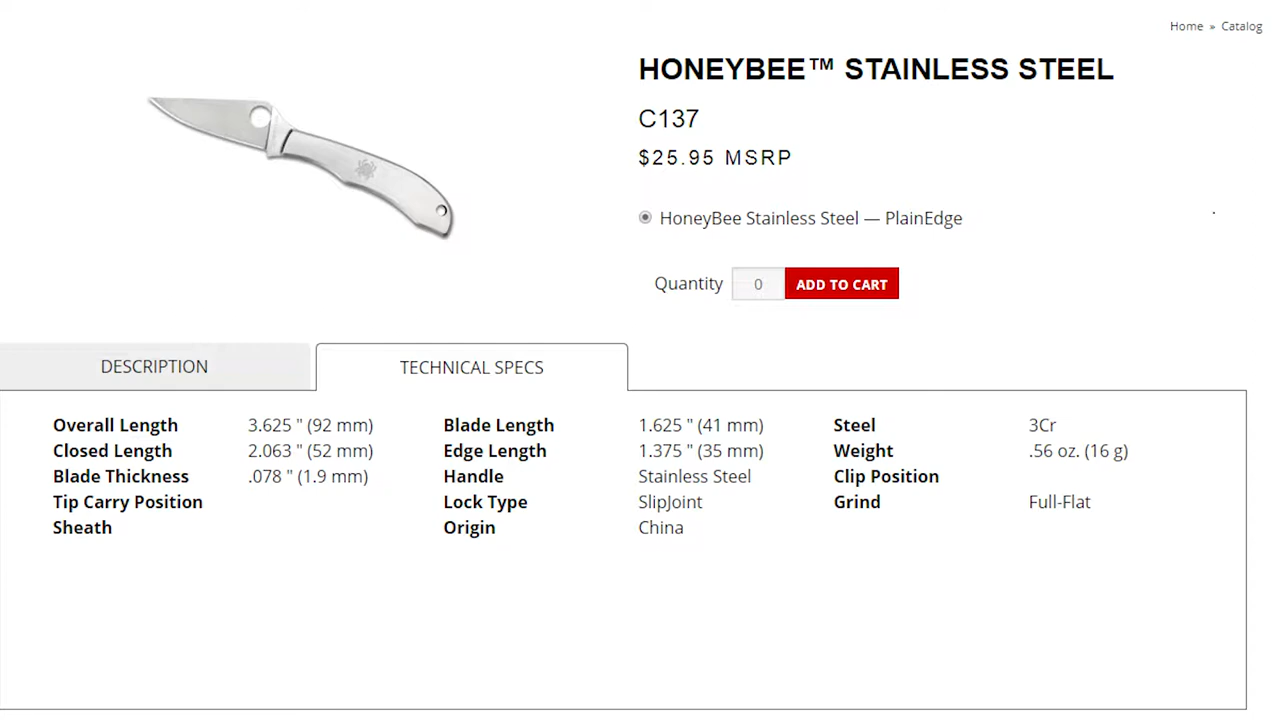 Home » Catalog
HONEYBEE™ STAINLESS STEEL
C137
$25.95 MSRP
HoneyBee Stainless Steel — PlainEdge
Quantity 0 ADD TO CART
DESCRIPTION TECHNICAL SPECS
Overall Length 3.625 " (92 mm) Blade Length 1.625 " (41 mm) Steel 3Cr
Closed Length 2.063 " (52 mm) Edge Length 1.375 " (35 mm) Weight .56 oz. (16 g)
Blade Thickness .078 " (1.9 mm) Handle Stainless Steel Clip Position
Tip Carry Position Lock Type SlipJoint Grind Full-Flat
Sheath Origin China